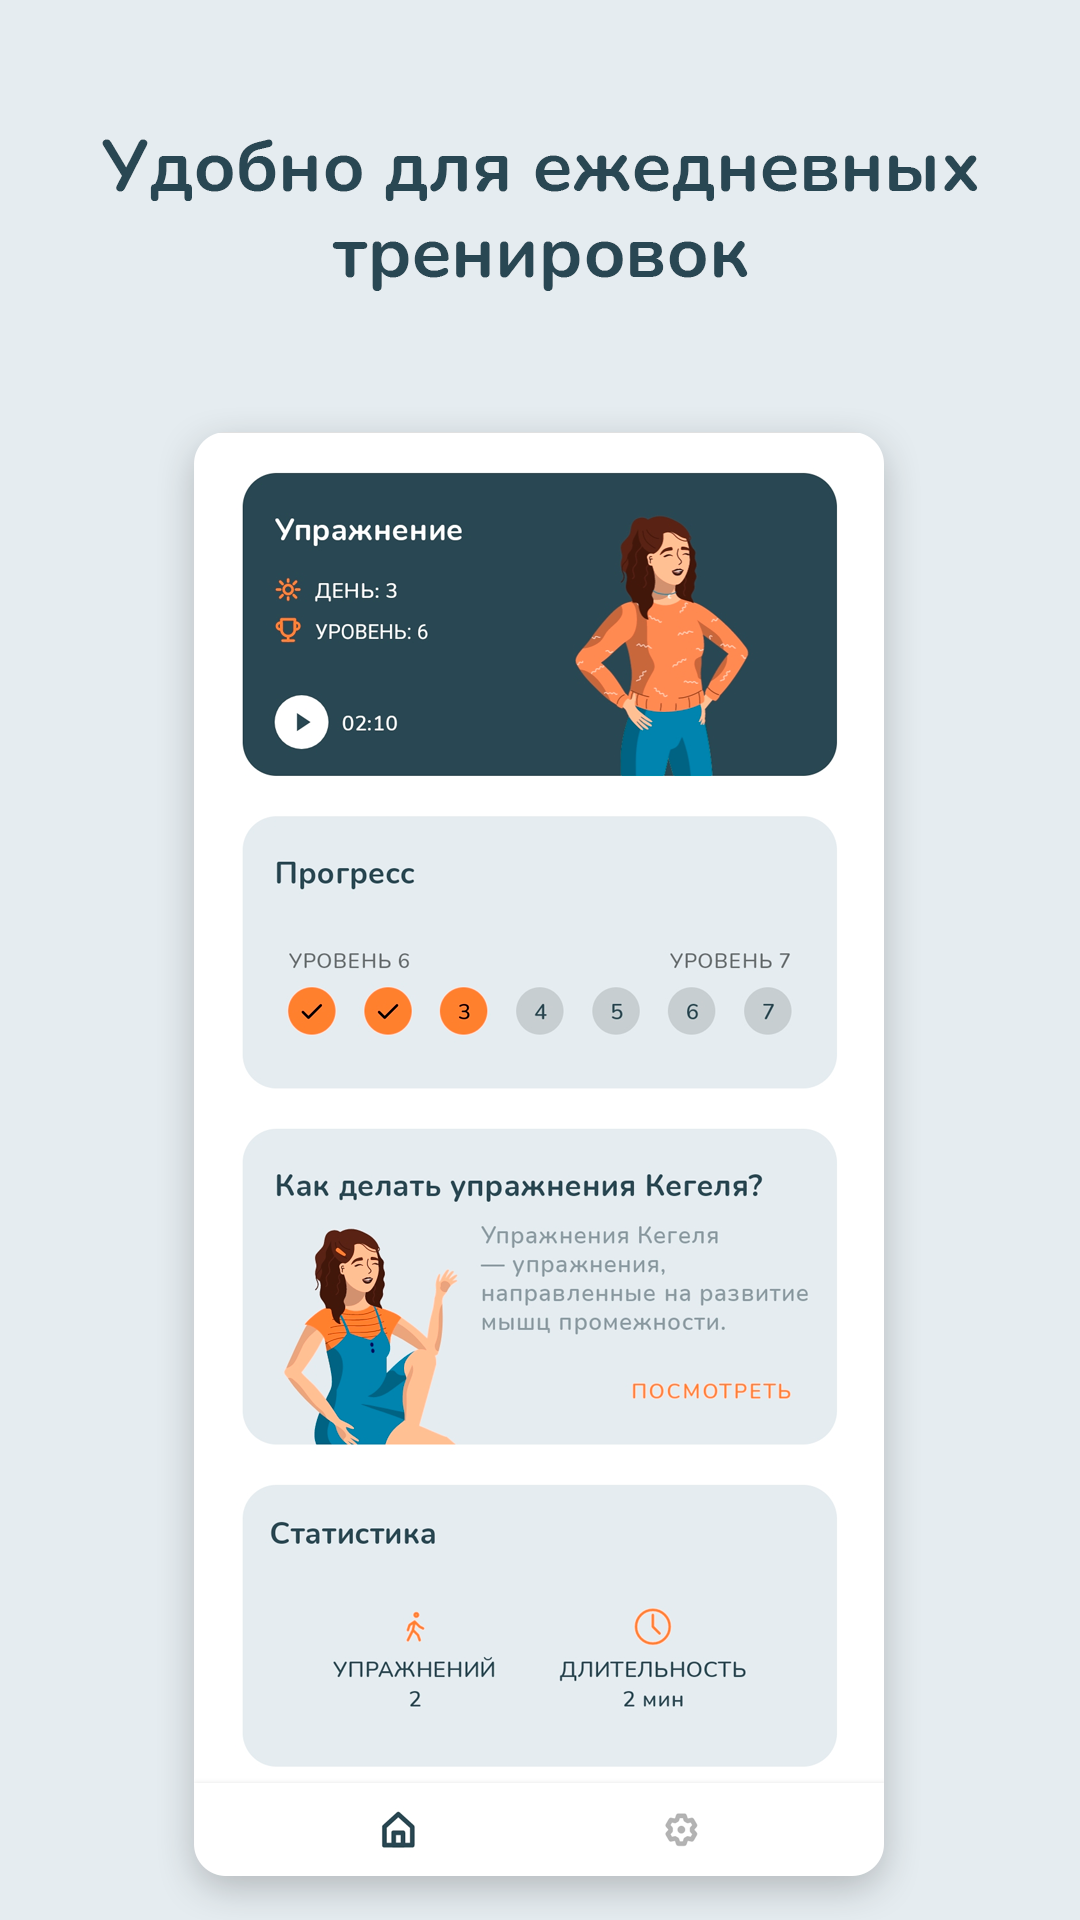 Удобно для ежедневных
тренировок
Упражнение
ДЕНЬ: 3
УРОВЕНЬ: 6
02:10
Прогресс
УРОВЕНЬ 6 УРОВЕНЬ 7
3 4 5 6 7
Как делать упражнения Кегеля?
Упражнения Кегеля
— упражнения,
направленные на развитие
мышц промежности.
ПОСМОТРЕТЬ
Статистика
УПРАЖНЕНИЙ ДЛИТЕЛЬНОСТЬ
2 2 мин